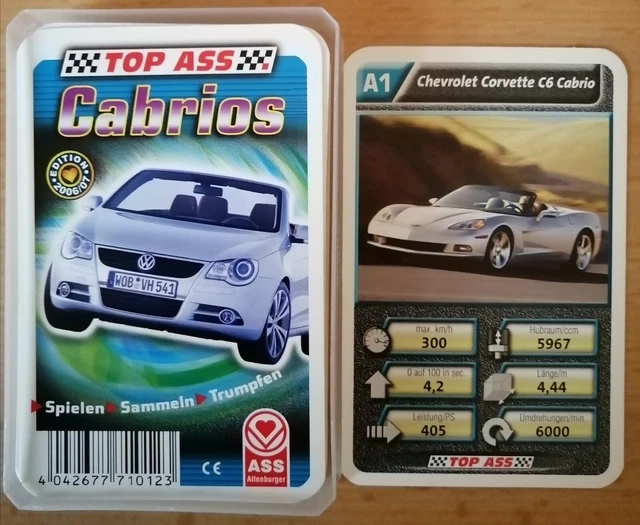 TOP ASS
Cabrios
EDITION
2006/07
WOB VH 541
Spielen Sammeln Trumpfen
4 042677 710123
CE
ASS
Altenburger
A1
Chevrolet Corvette C6 Cabrio
max. km/h
300
Hubraum/ccm
5967
0 auf 100 in sec.
4,2
Länge/m
4,44
Leistung/PS
405
Umdrehungen/min
6000
TOP ASS